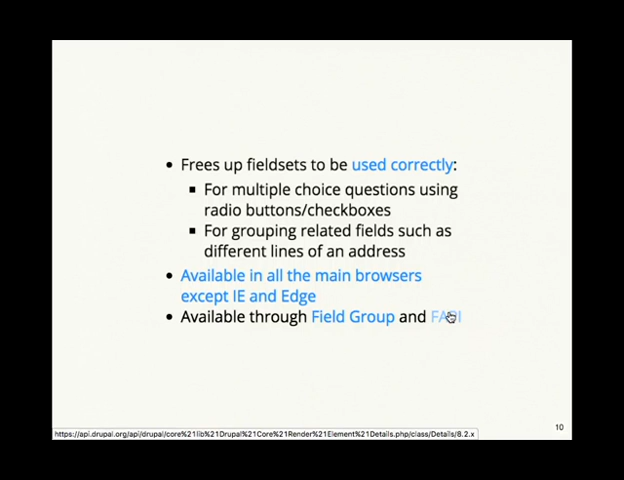 Frees up fieldsets to be used correctly:
For multiple choice questions using
radio buttons/checkboxes
For grouping related fields such as
different lines of an address
Available in all the main browsers
except IE and Edge
Available through Field Group and FAPI
10
https://api.drupal.org/api/drupal/core%21lib%21Drupal%21Core%21Render%21Element%21Details.php/class/Details/8.2.x